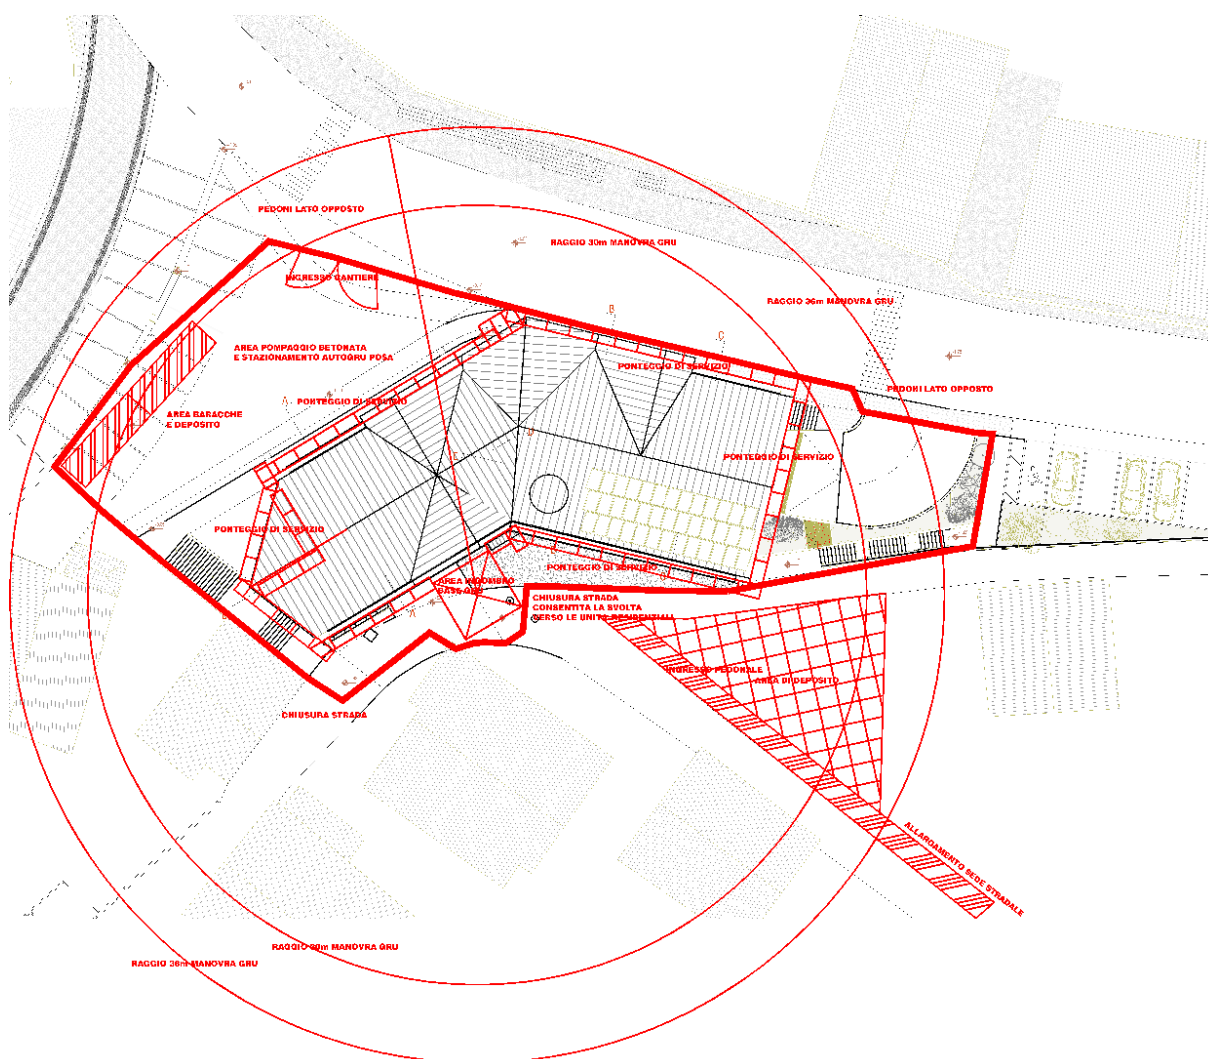 PEDONI LATO OPPOSTO
RAGGIO 30m MANOVRA GRU
INGRESSO CANTIERE
RAGGIO 36m MANOVRA GRU
AREA POMPAGGIO BETONATA
E STAZIONAMENTO AUTOGRU POSA
B
C
PONTEGGIO DI SERVIZIO
PEDONI LATO OPPOSTO
A
PONTEGGIO DI SERVIZIO
AREA BARACCHE
E DEPOSITO
D
E
PONTEGGIO DI SERVIZIO
PONTEGGIO DI SERVIZIO
PONTEGGIO DI SERVIZIO
AREA INGOMBRO
BASE GRU
CHIUSURA STRADA
CONSENTITA LA SVOLTA
VERSO LE UNITA RESIDENZIALI
A
INGRESSO PEDONALE
AREA DI DEPOSITO
CHIUSURA STRADA
ALLARGAMENTO SEDE STRADALE
RAGGIO 30m MANOVRA GRU
RAGGIO 36m MANOVRA GRU